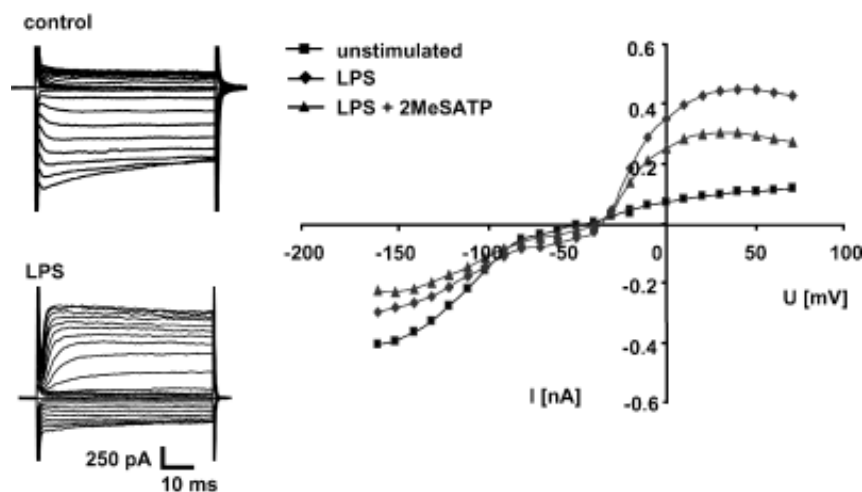 control
LPS
250 pA
10 ms
unstimulated
LPS
LPS + 2MeSATP
0.6
0.4
0.2
-200 -150 -100 -50 0 50 100
-0.2
U [mV]
-0.4
I [nA]
-0.6